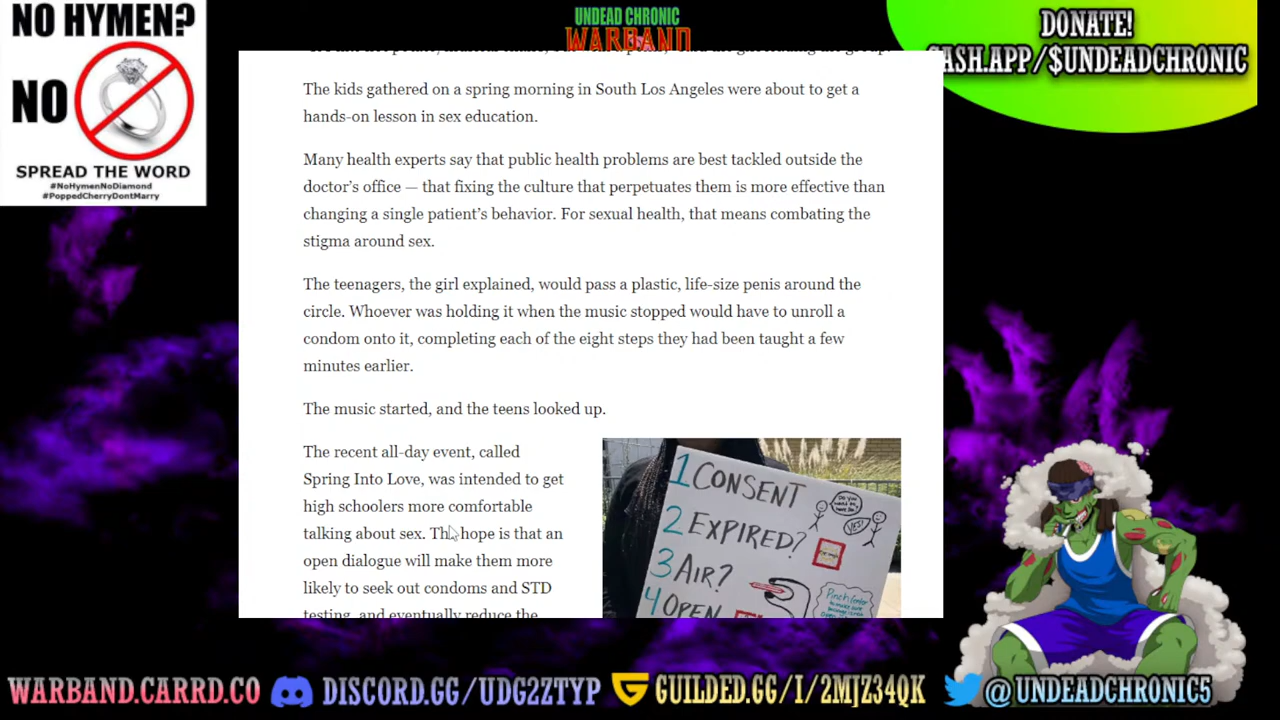 NO HYMEN?
NO
SPREAD THE WORD
#NoHymenNoDiamond
#PoppedCherryDontMarry
UNDEAD CHRONIC
WARBAND
DONATE!
CASH.APP/$UNDEADCHRONIC
The kids gathered on a spring morning in South Los Angeles were about to get a
hands-on lesson in sex education.
Many health experts say that public health problems are best tackled outside the
doctor's office — that fixing the culture that perpetuates them is more effective than
changing a single patient's behavior. For sexual health, that means combating the
stigma around sex.
The teenagers, the girl explained, would pass a plastic, life-size penis around the
circle. Whoever was holding it when the music stopped would have to unroll a
condom onto it, completing each of the eight steps they had been taught a few
minutes earlier.
The music started, and the teens looked up.
The recent all-day event, called
Spring Into Love, was intended to get
high schoolers more comfortable
talking about sex. The hope is that an
open dialogue will make them more
likely to seek out condoms and STD
testing, and eventually reduce the
1 CONSENT
2 EXPIRED?
3 AIR?
4 OPEN
YES!
WARBAND.CARRD.CO
DISCORD.GG/UDG2ZTYP
GUILDED.GG/I/2MJZ34QK
@UNDEADCHRONIC5